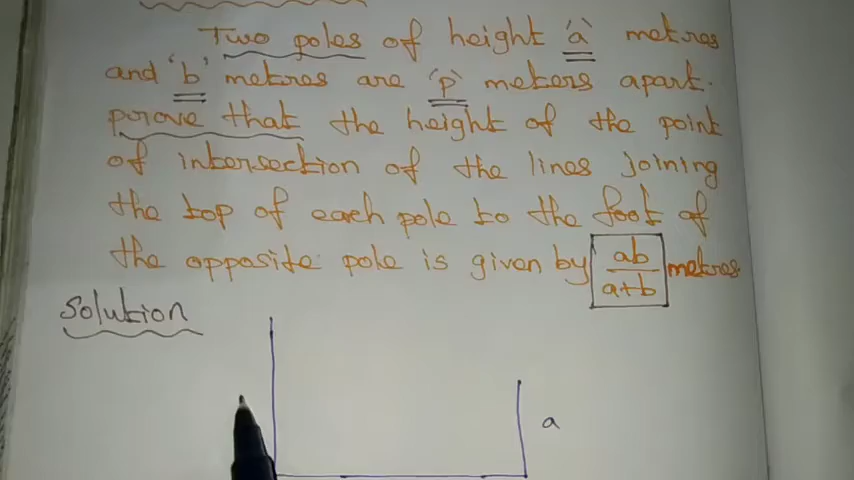 Two poles of height 'a' metres
and 'b' metres are 'p' meters apart.
prove that the height of the point
of intersection of the lines joining
the top of each pole to the foot of
the opposite pole is given by ab/a+b metres.
Solution
a